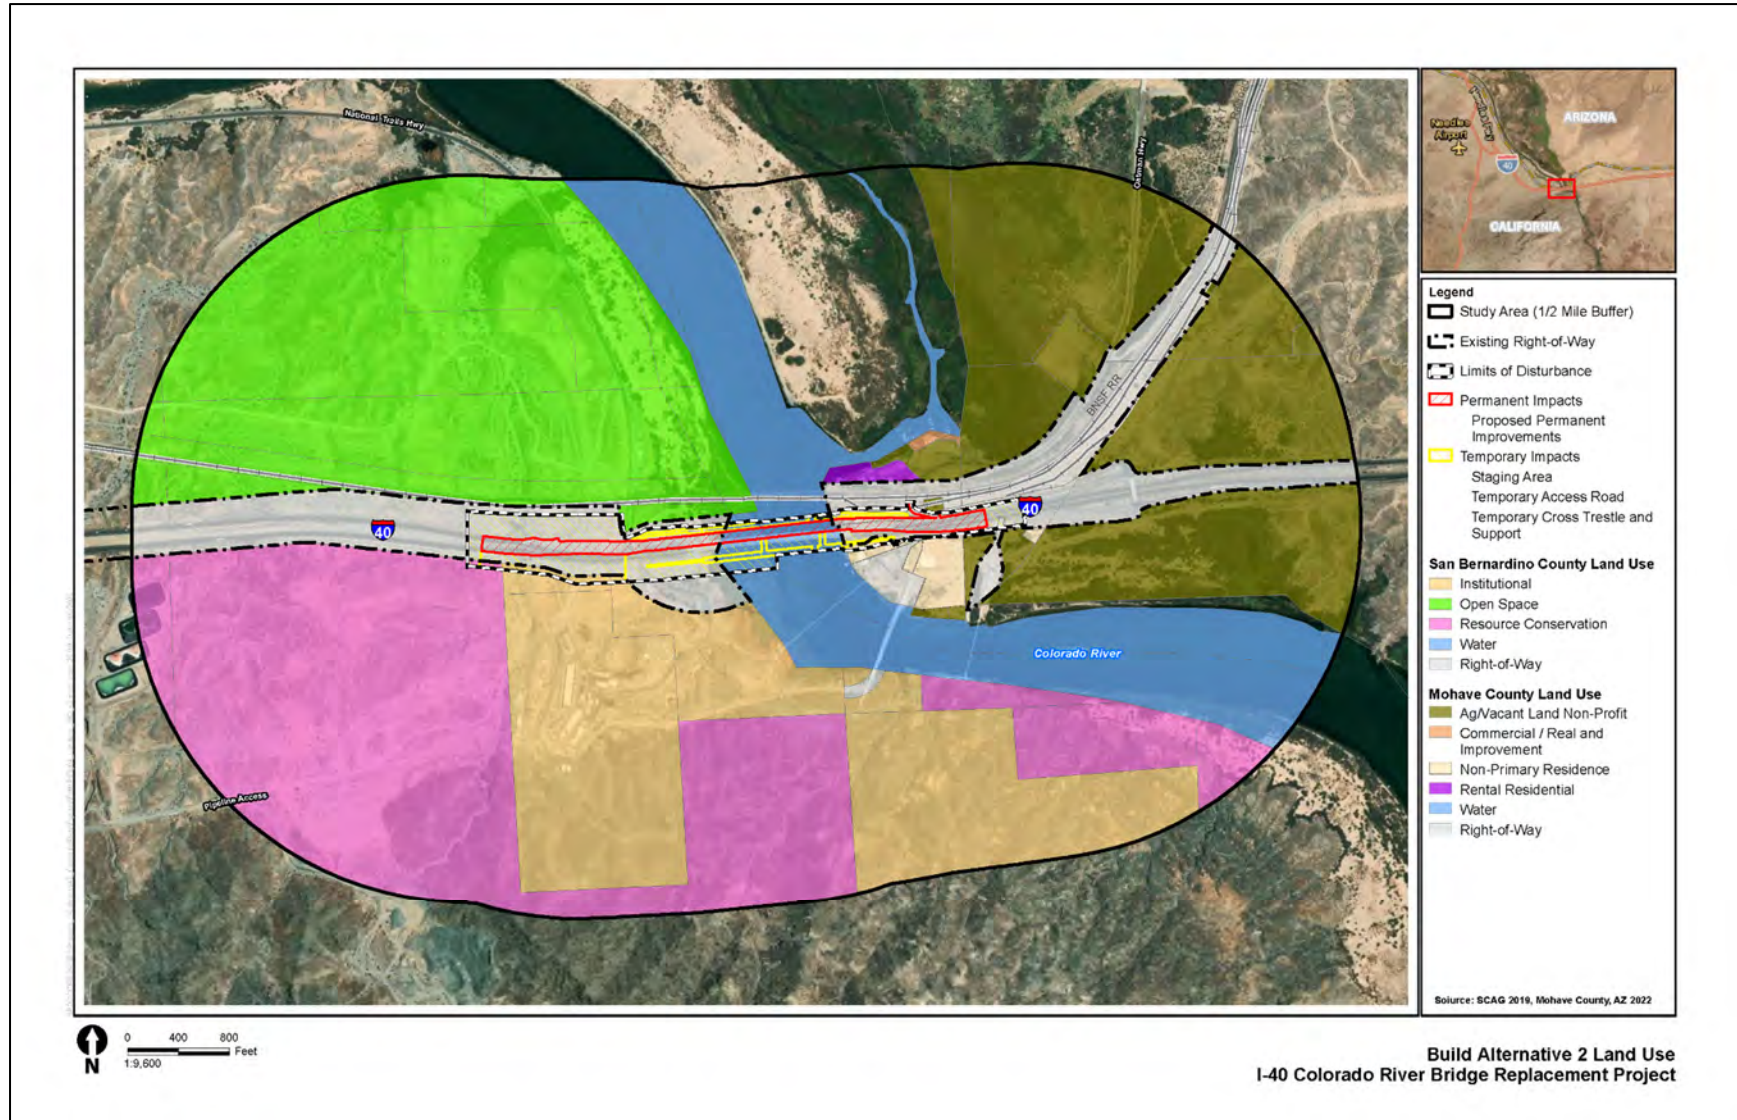 National Trails Hwy
Oatman Hwy
BNSF RR
40
40
Colorado River
Pipeline Access
Needles Hwy
Needles
Airport
ARIZONA
40
CALIFORNIA
Legend
Study Area (1/2 Mile Buffer)
Existing Right-of-Way
Limits of Disturbance
Permanent Impacts
Proposed Permanent
Improvements
Temporary Impacts
Staging Area
Temporary Access Road
Temporary Cross Trestle and
Support
San Bernardino County Land Use
Institutional
Open Space
Resource Conservation
Water
Right-of-Way
Mohave County Land Use
Ag/Vacant Land Non-Profit
Commercial / Real and
Improvement
Non-Primary Residence
Rental Residential
Water
Right-of-Way
Soiurce: SCAG 2019, Mohave County, AZ 2022
N
0 400 800
Feet
1:9,600
Build Alternative 2 Land Use
I-40 Colorado River Bridge Replacement Project